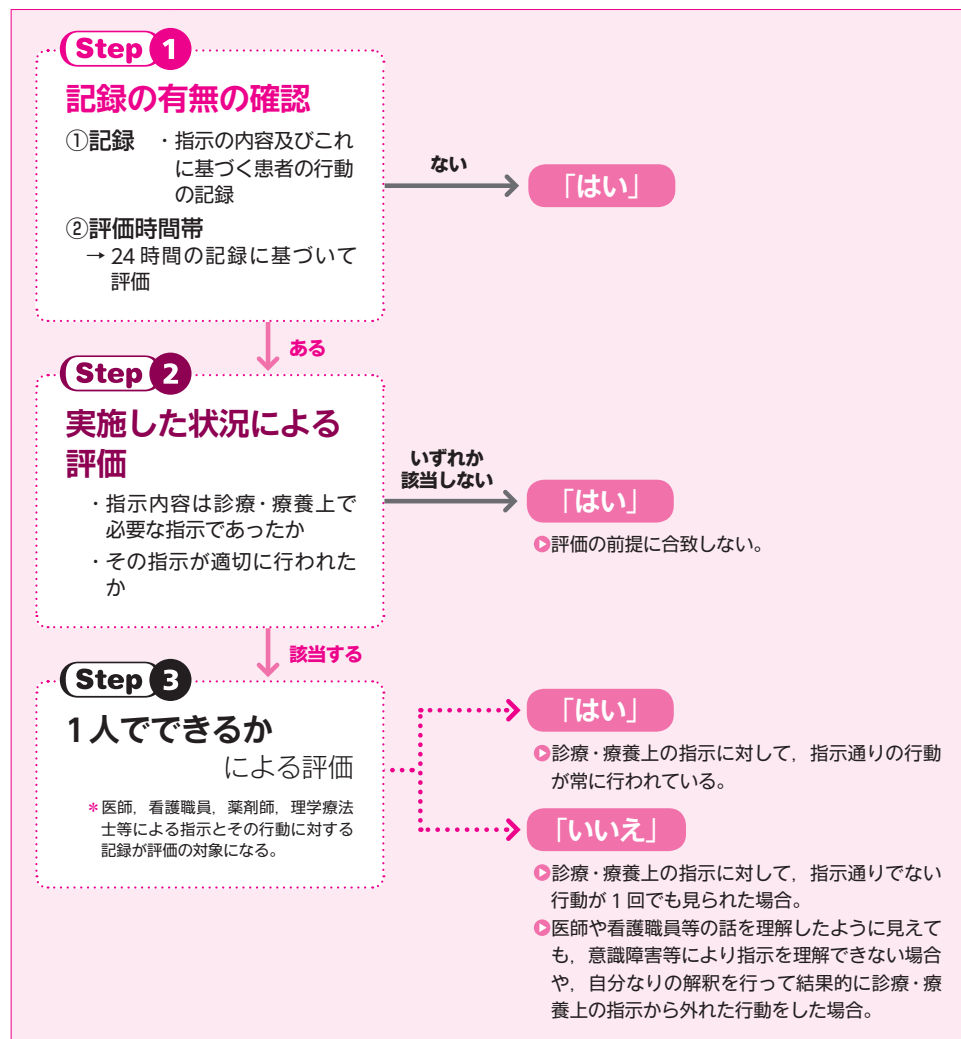 Step 1
記録の有無の確認
①記録 ・指示の内容及びこれ
に基づく患者の行動
の記録
②評価時間帯
→ 24時間の記録に基づいて
評価
ない
「はい」
ある
Step 2
実施した状況による
評価
・指示内容は診療・療養上で
必要な指示であったか
・その指示が適切に行われた
か
いずれか
該当しない
「はい」
評価の前提に合致しない。
該当する
Step 3
1人でできるか
による評価
*医師，看護職員，薬剤師，理学療法
士等による指示とその行動に対する
記録が評価の対象になる。
「はい」
診療・療養上の指示に対して，指示通りの行動
が常に行われている。
「いいえ」
診療・療養上の指示に対して，指示通りでない
行動が1回でも見られた場合。
医師や看護職員等の話を理解したように見えて
も，意識障害等により指示を理解できない場合
や，自分なりの解釈を行って結果的に診療・療
養上の指示から外れた行動をした場合。